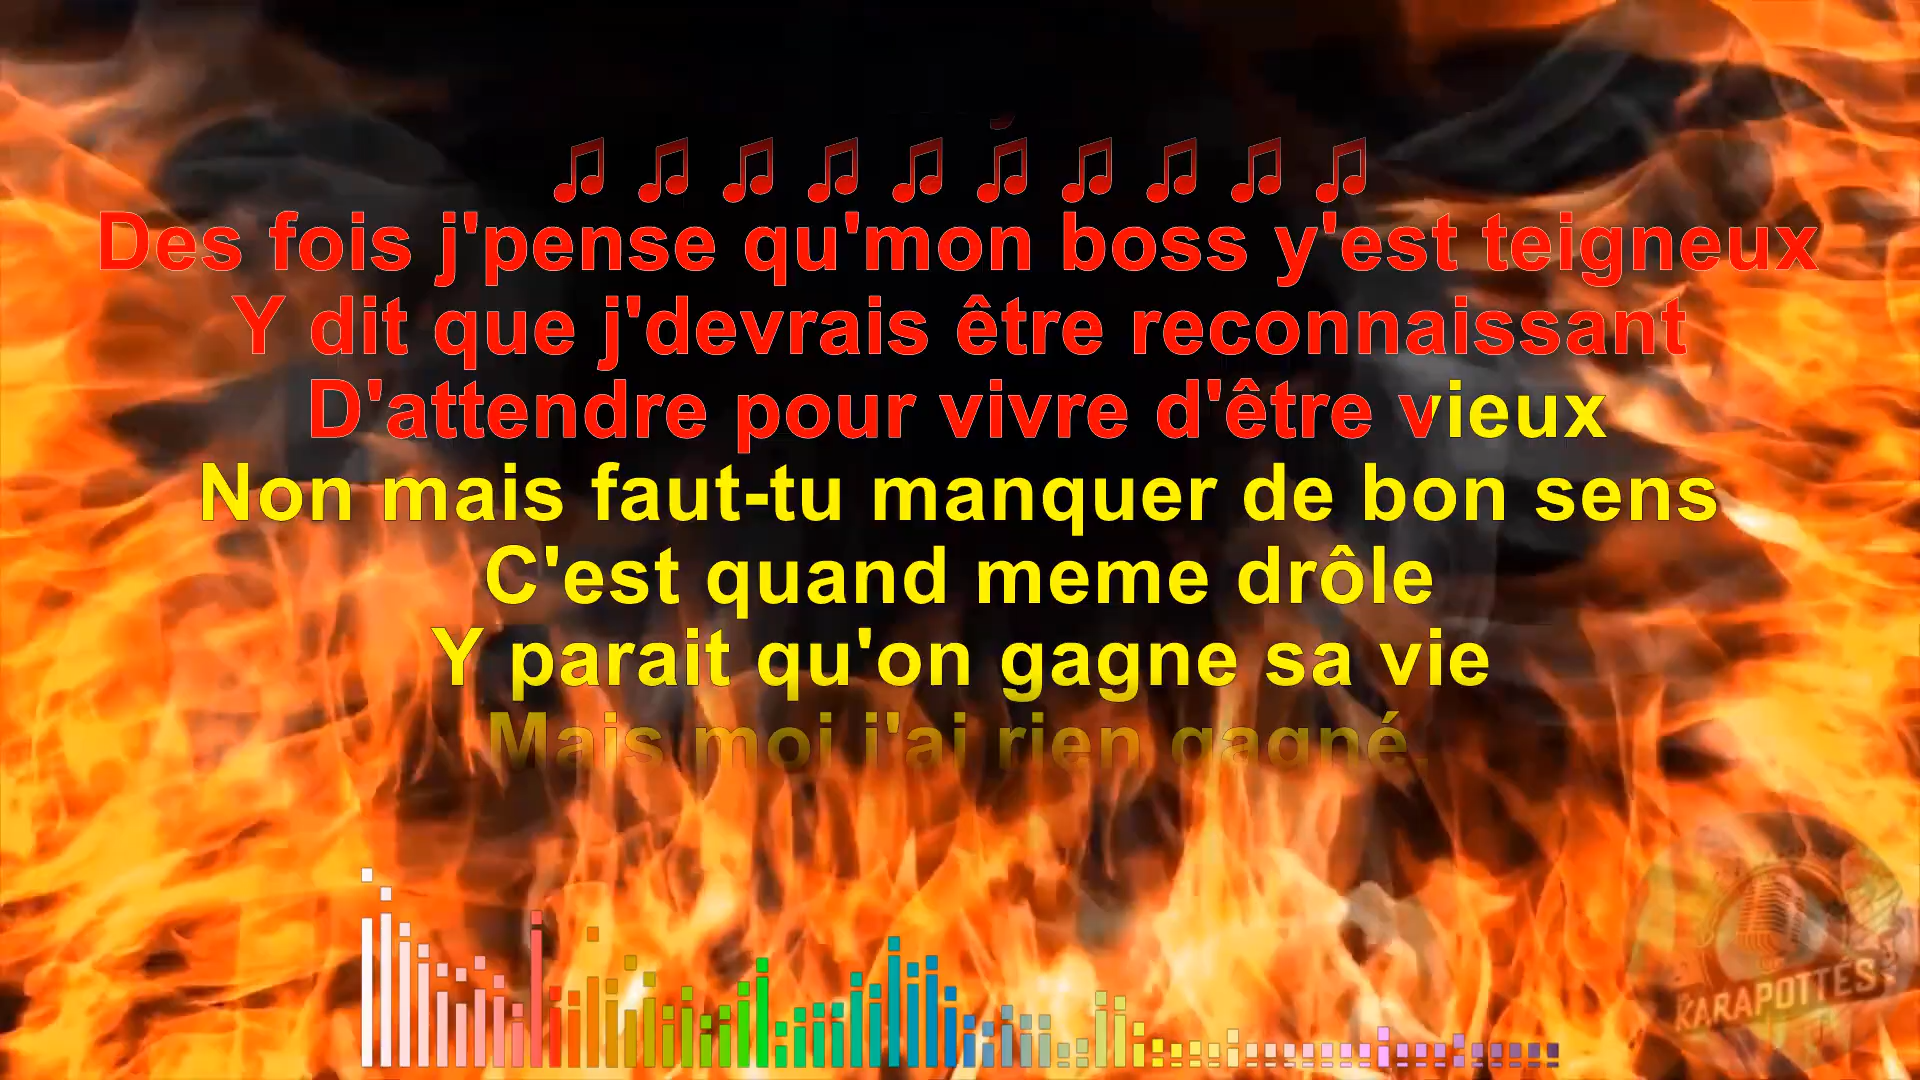 ♫ ♫ ♫ ♫ ♫ ♫ ♫ ♫ ♫ ♫
Des fois j'pense qu'mon boss y'est teigneux
Y dit que j'devrais être reconnaissant
D'attendre pour vivre d'être vieux
Non mais faut-tu manquer de bon sens
C'est quand meme drôle
Y parait qu'on gagne sa vie
Mais moi j'ai rien gagné.
KARAPOTTÉS